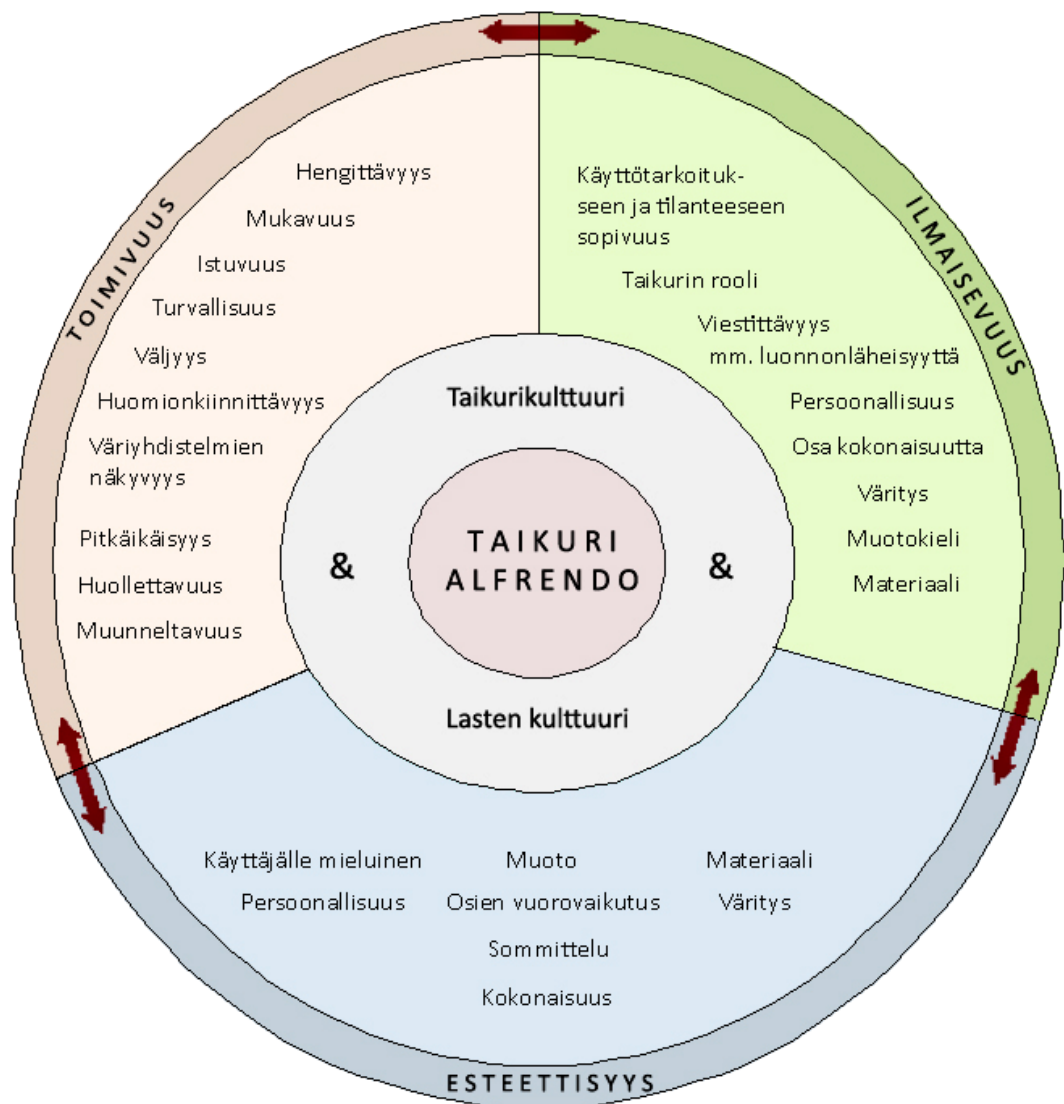 TOIMIVUUS
Hengittävyys
Mukavuus
Istuvuus
Turvallisuus
Väljyys
Huomionkiinnittävyys
Väriyhdistelmien
näkyvyys
Pitkäikäisyys
Huollettavuus
Muunneltavuus
ILMAISEVUUS
Käyttötarkoituk-
seen ja tilanteeseen
sopivuus
Taikurin rooli
Viestittävyys
mm. luonnonläheisyyttä
Persoonallisuus
Osa kokonaisuutta
Väritys
Muotokieli
Materiaali
Taikurikulttuuri
&
TAIKURI
ALFRENDO
&
Lasten kulttuuri
Käyttäjälle mieluinen
Muoto
Materiaali
Persoonallisuus
Osien vuorovaikutus
Väritys
Sommittelu
Kokonaisuus
ESTEETTISYYS